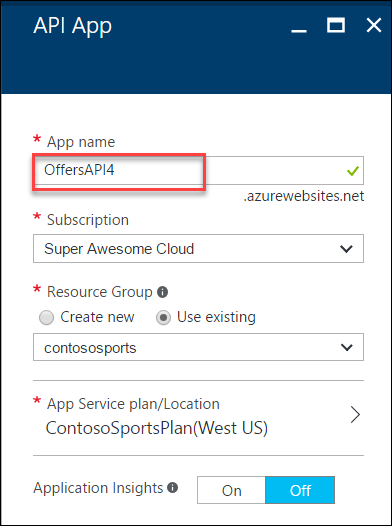 API App
* App name
OffersAPI4
.azurewebsites.net
* Subscription
Super Awesome Cloud
* Resource Group
Create new Use existing
contososports
* App Service plan/Location
ContosoSportsPlan(West US)
Application Insights On Off